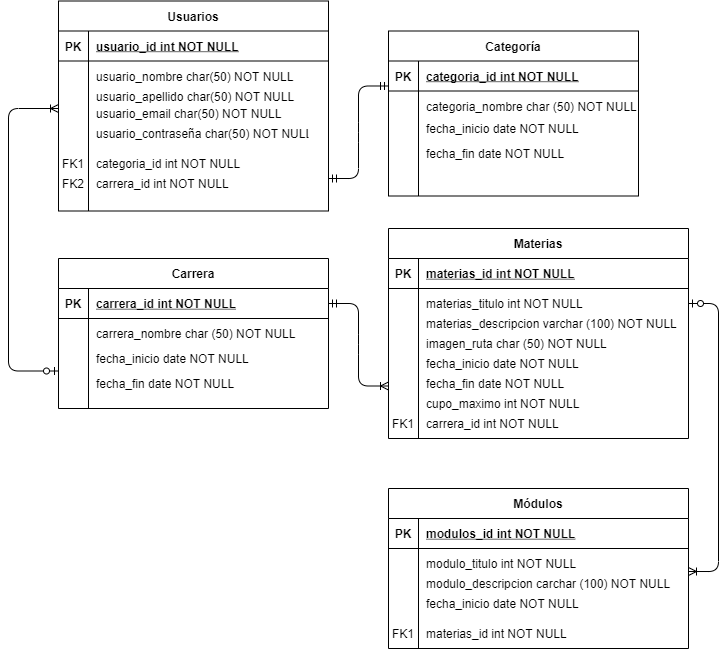 Usuarios
PK usuario_id int NOT NULL
usuario_nombre char(50) NOT NULL
usuario_apellido char(50) NOT NULL
usuario_email char(50) NOT NULL
usuario_contraseña char(50) NOT NULL
FK1 categoria_id int NOT NULL
FK2 carrera_id int NOT NULL
Categoría
PK categoria_id int NOT NULL
categoria_nombre char (50) NOT NULL
fecha_inicio date NOT NULL
fecha_fin date NOT NULL
Carrera
PK carrera_id int NOT NULL
carrera_nombre char (50) NOT NULL
fecha_inicio date NOT NULL
fecha_fin date NOT NULL
Materias
PK materias_id int NOT NULL
materias_titulo int NOT NULL
materias_descripcion varchar (100) NOT NULL
imagen_ruta char (50) NOT NULL
fecha_inicio date NOT NULL
fecha_fin date NOT NULL
cupo_maximo int NOT NULL
FK1 carrera_id int NOT NULL
Módulos
PK modulos_id int NOT NULL
modulo_titulo int NOT NULL
modulo_descripcion carchar (100) NOT NULL
fecha_inicio date NOT NULL
FK1 materias_id int NOT NULL